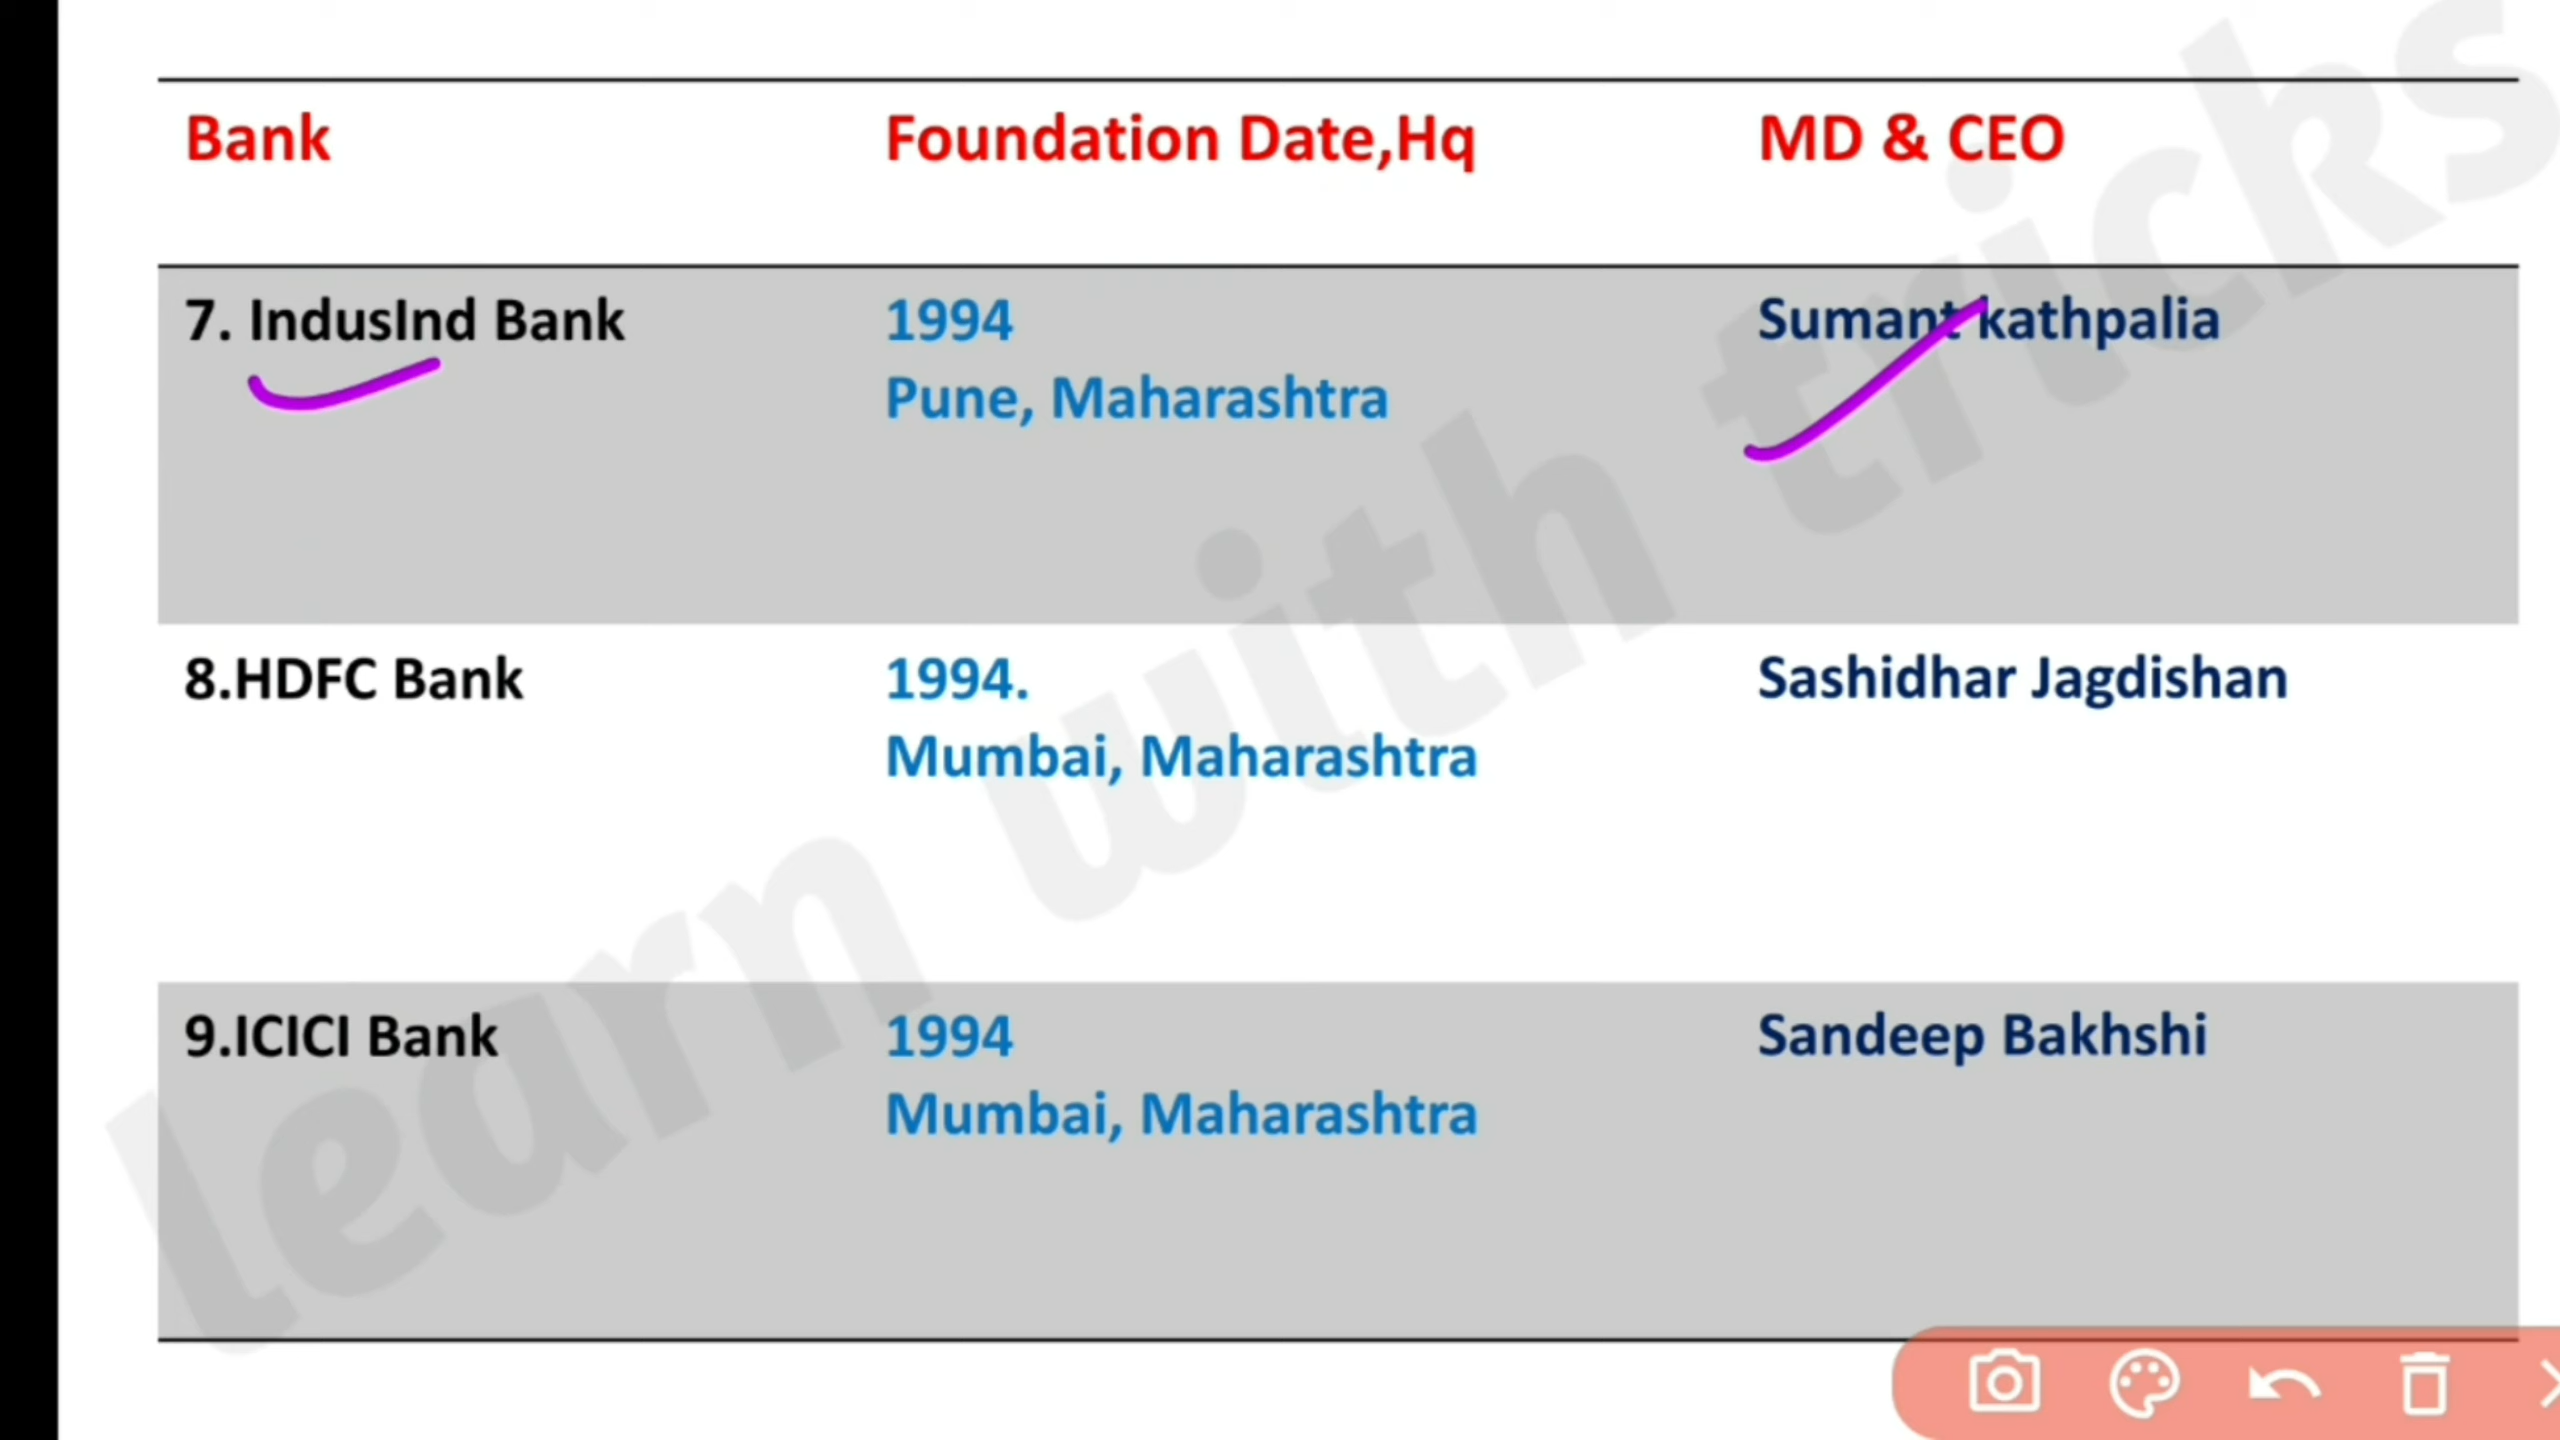 Bank Foundation Date,Hq MD & CEO
7. IndusInd Bank 1994 Sumant kathpalia
Pune, Maharashtra
8.HDFC Bank 1994. Sashidhar Jagdishan
Mumbai, Maharashtra
9.ICICI Bank 1994 Sandeep Bakhshi
Mumbai, Maharashtra
learn with tricks